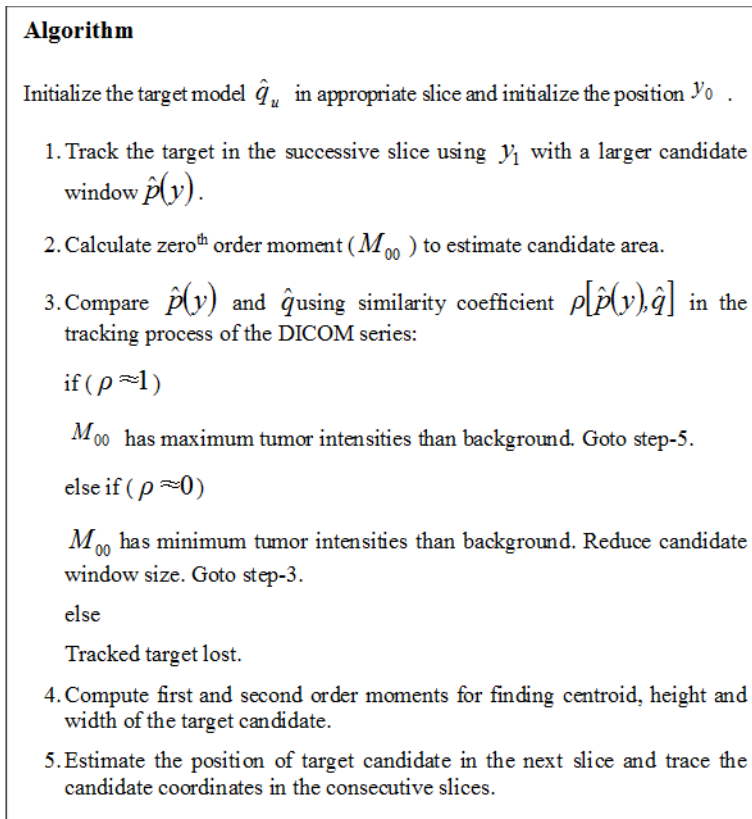 Algorithm
Initialize the target model q̂ᵤ in appropriate slice and initialize the position y₀ .
1. Track the target in the successive slice using y₁ with a larger candidate
window p̂(y).
2. Calculate zeroᵗʰ order moment (M₀₀) to estimate candidate area.
3. Compare p̂(y) and q̂using similarity coefficient ρ[p̂(y),q̂] in the
tracking process of the DICOM series:
if (ρ≈1)
M₀₀ has maximum tumor intensities than background. Goto step-5.
else if (ρ≈0)
M₀₀ has minimum tumor intensities than background. Reduce candidate
window size. Goto step-3.
else
Tracked target lost.
4. Compute first and second order moments for finding centroid, height and
width of the target candidate.
5. Estimate the position of target candidate in the next slice and trace the
candidate coordinates in the consecutive slices.